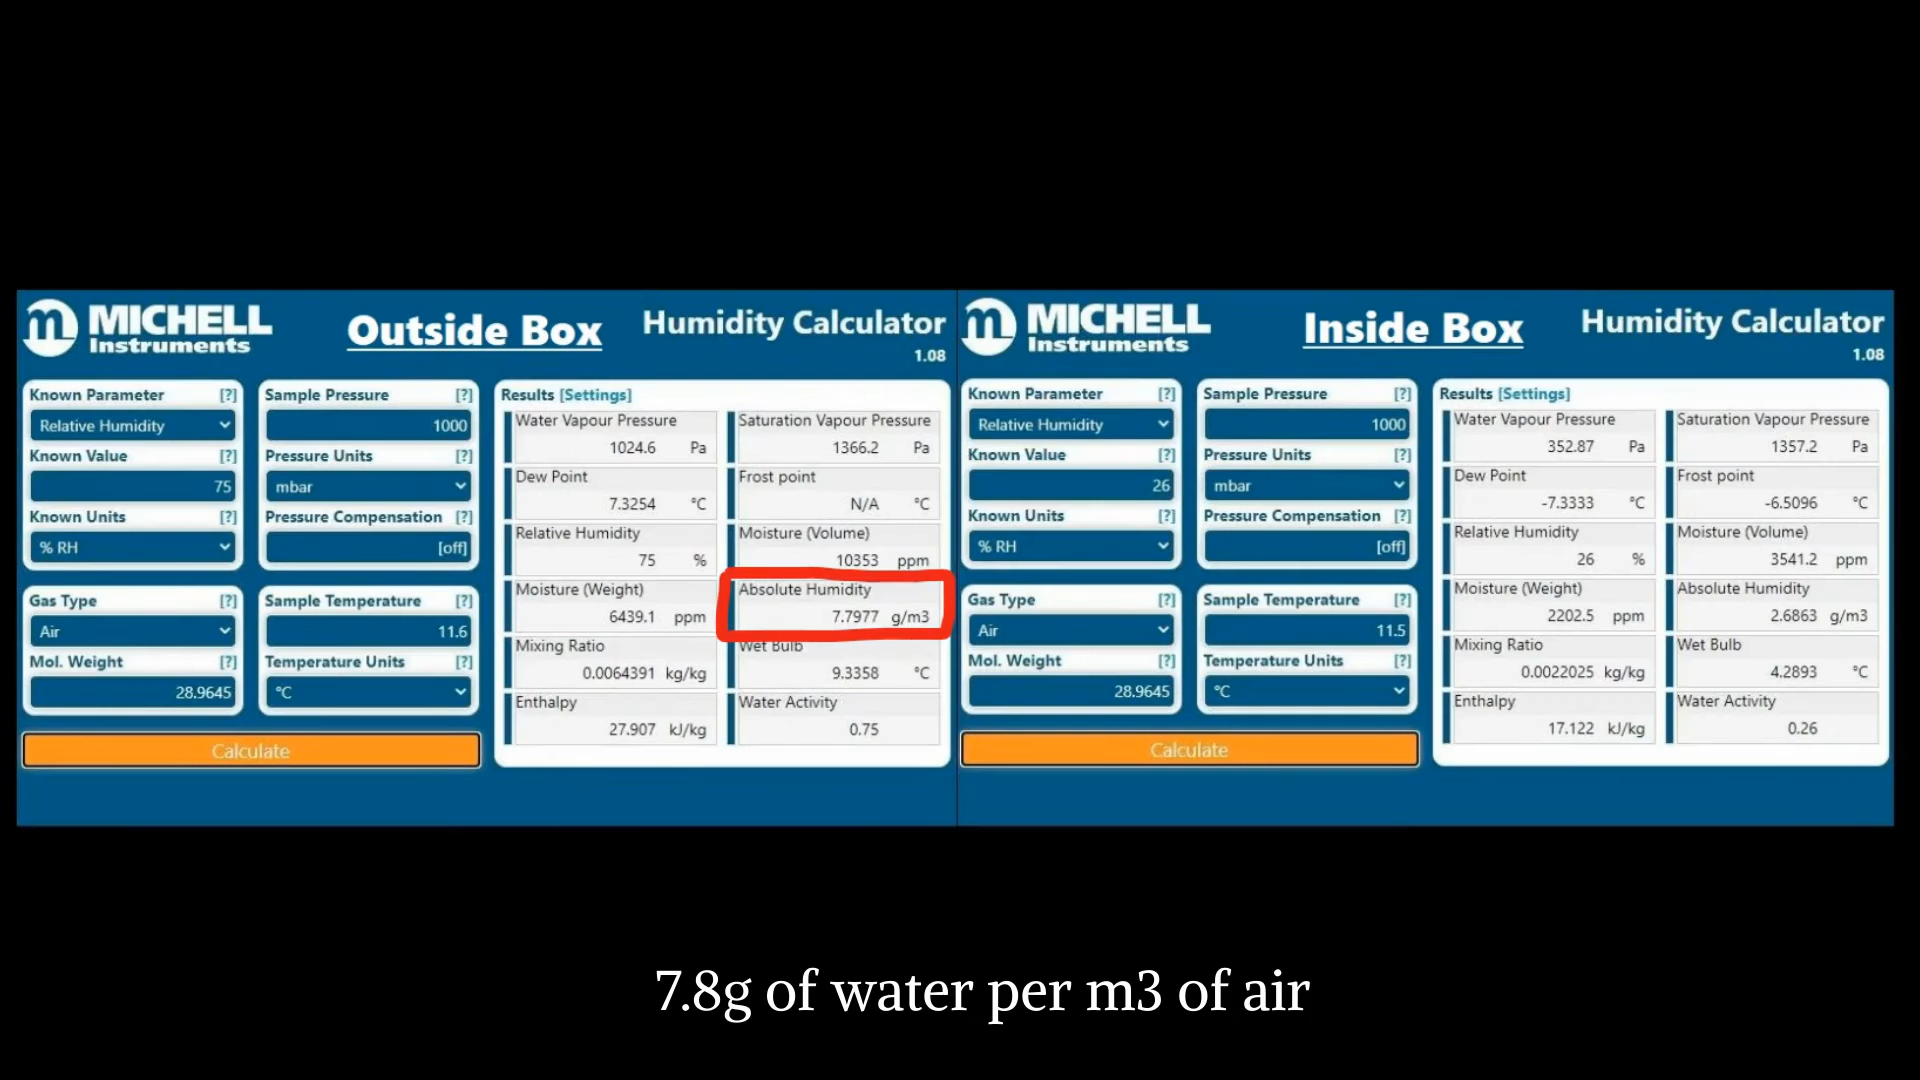 MICHELL
Instruments
Outside Box
Humidity Calculator
1.08
Known Parameter [?]
Relative Humidity
Known Value [?]
75
Known Units [?]
% RH
Sample Pressure [?]
1000
Pressure Units [?]
mbar
Pressure Compensation [?]
[off]
Gas Type [?]
Air
Mol. Weight [?]
28.9645
Sample Temperature [?]
11.6
Temperature Units [?]
°C
Calculate
Results [Settings]
Water Vapour Pressure
1024.6 Pa
Saturation Vapour Pressure
1366.2 Pa
Dew Point
7.3254 °C
Frost point
N/A °C
Relative Humidity
75 %
Moisture (Volume)
10353 ppm
Moisture (Weight)
6439.1 ppm
Absolute Humidity
7.7977 g/m3
Mixing Ratio
0.0064391 kg/kg
Wet Bulb
9.3358 °C
Enthalpy
27.907 kJ/kg
Water Activity
0.75
MICHELL
Instruments
Inside Box
Humidity Calculator
1.08
Known Parameter [?]
Relative Humidity
Known Value [?]
26
Known Units [?]
% RH
Sample Pressure [?]
1000
Pressure Units [?]
mbar
Pressure Compensation [?]
[off]
Gas Type [?]
Air
Mol. Weight [?]
28.9645
Sample Temperature [?]
11.5
Temperature Units [?]
°C
Calculate
Results [Settings]
Water Vapour Pressure
352.87 Pa
Saturation Vapour Pressure
1357.2 Pa
Dew Point
-7.3333 °C
Frost point
-6.5096 °C
Relative Humidity
26 %
Moisture (Volume)
3541.2 ppm
Moisture (Weight)
2202.5 ppm
Absolute Humidity
2.6863 g/m3
Mixing Ratio
0.0022025 kg/kg
Wet Bulb
4.2893 °C
Enthalpy
17.122 kJ/kg
Water Activity
0.26
7.8g of water per m3 of air